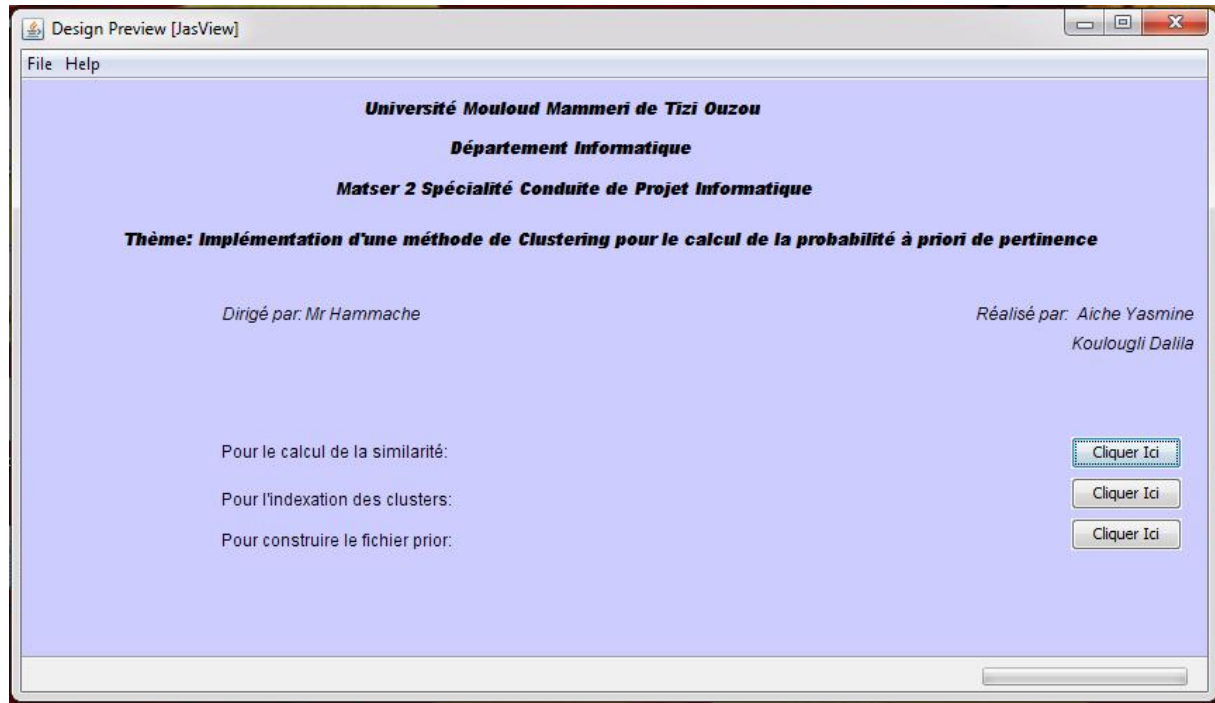 Design Preview [JasView]
File Help
Université Mouloud Mammeri de Tizi Ouzou
Département Informatique
Matser 2 Spécialité Conduite de Projet Informatique
Thème: Implémentation d'une méthode de Clustering pour le calcul de la probabilité à priori de pertinence
Dirigé par: Mr Hammache
Réalisé par: Aiche Yasmine
Koulougli Dalila
Pour le calcul de la similarité:
Cliquer Ici
Pour l'indexation des clusters:
Cliquer Ici
Pour construire le fichier prior:
Cliquer Ici